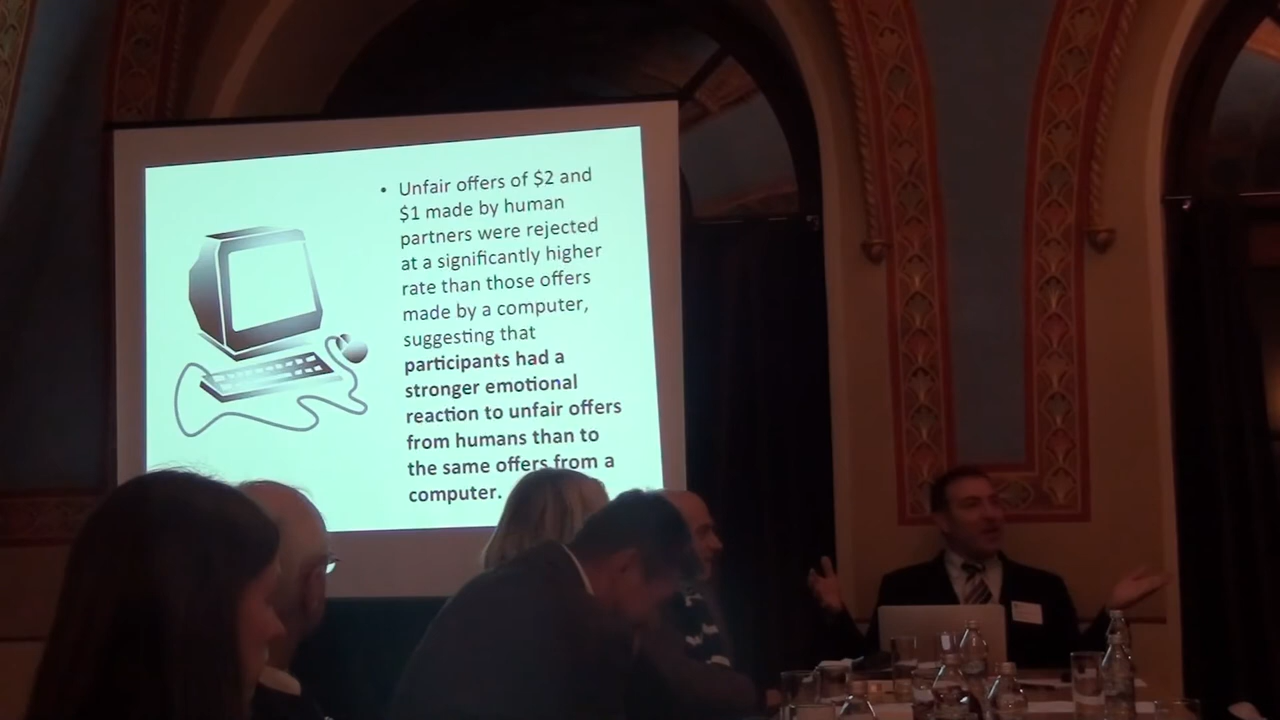 • Unfair offers of $2 and
$1 made by human
partners were rejected
at a significantly higher
rate than those offers
made by a computer,
suggesting that
participants had a
stronger emotional
reaction to unfair offers
from humans than to
the same offers from a
computer.